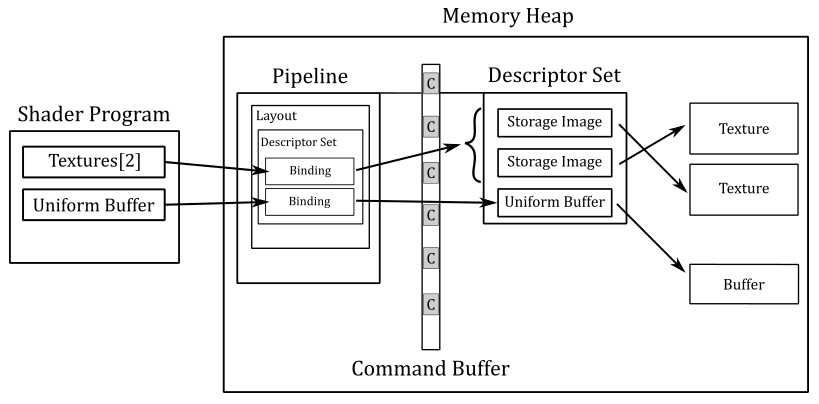 Memory Heap
Pipeline
Descriptor Set
Shader Program
Layout
Descriptor Set
Textures[2]
Binding
Uniform Buffer
Binding
C
C
C
C
C
C
Storage Image
Storage Image
Uniform Buffer
Texture
Texture
Buffer
Command Buffer